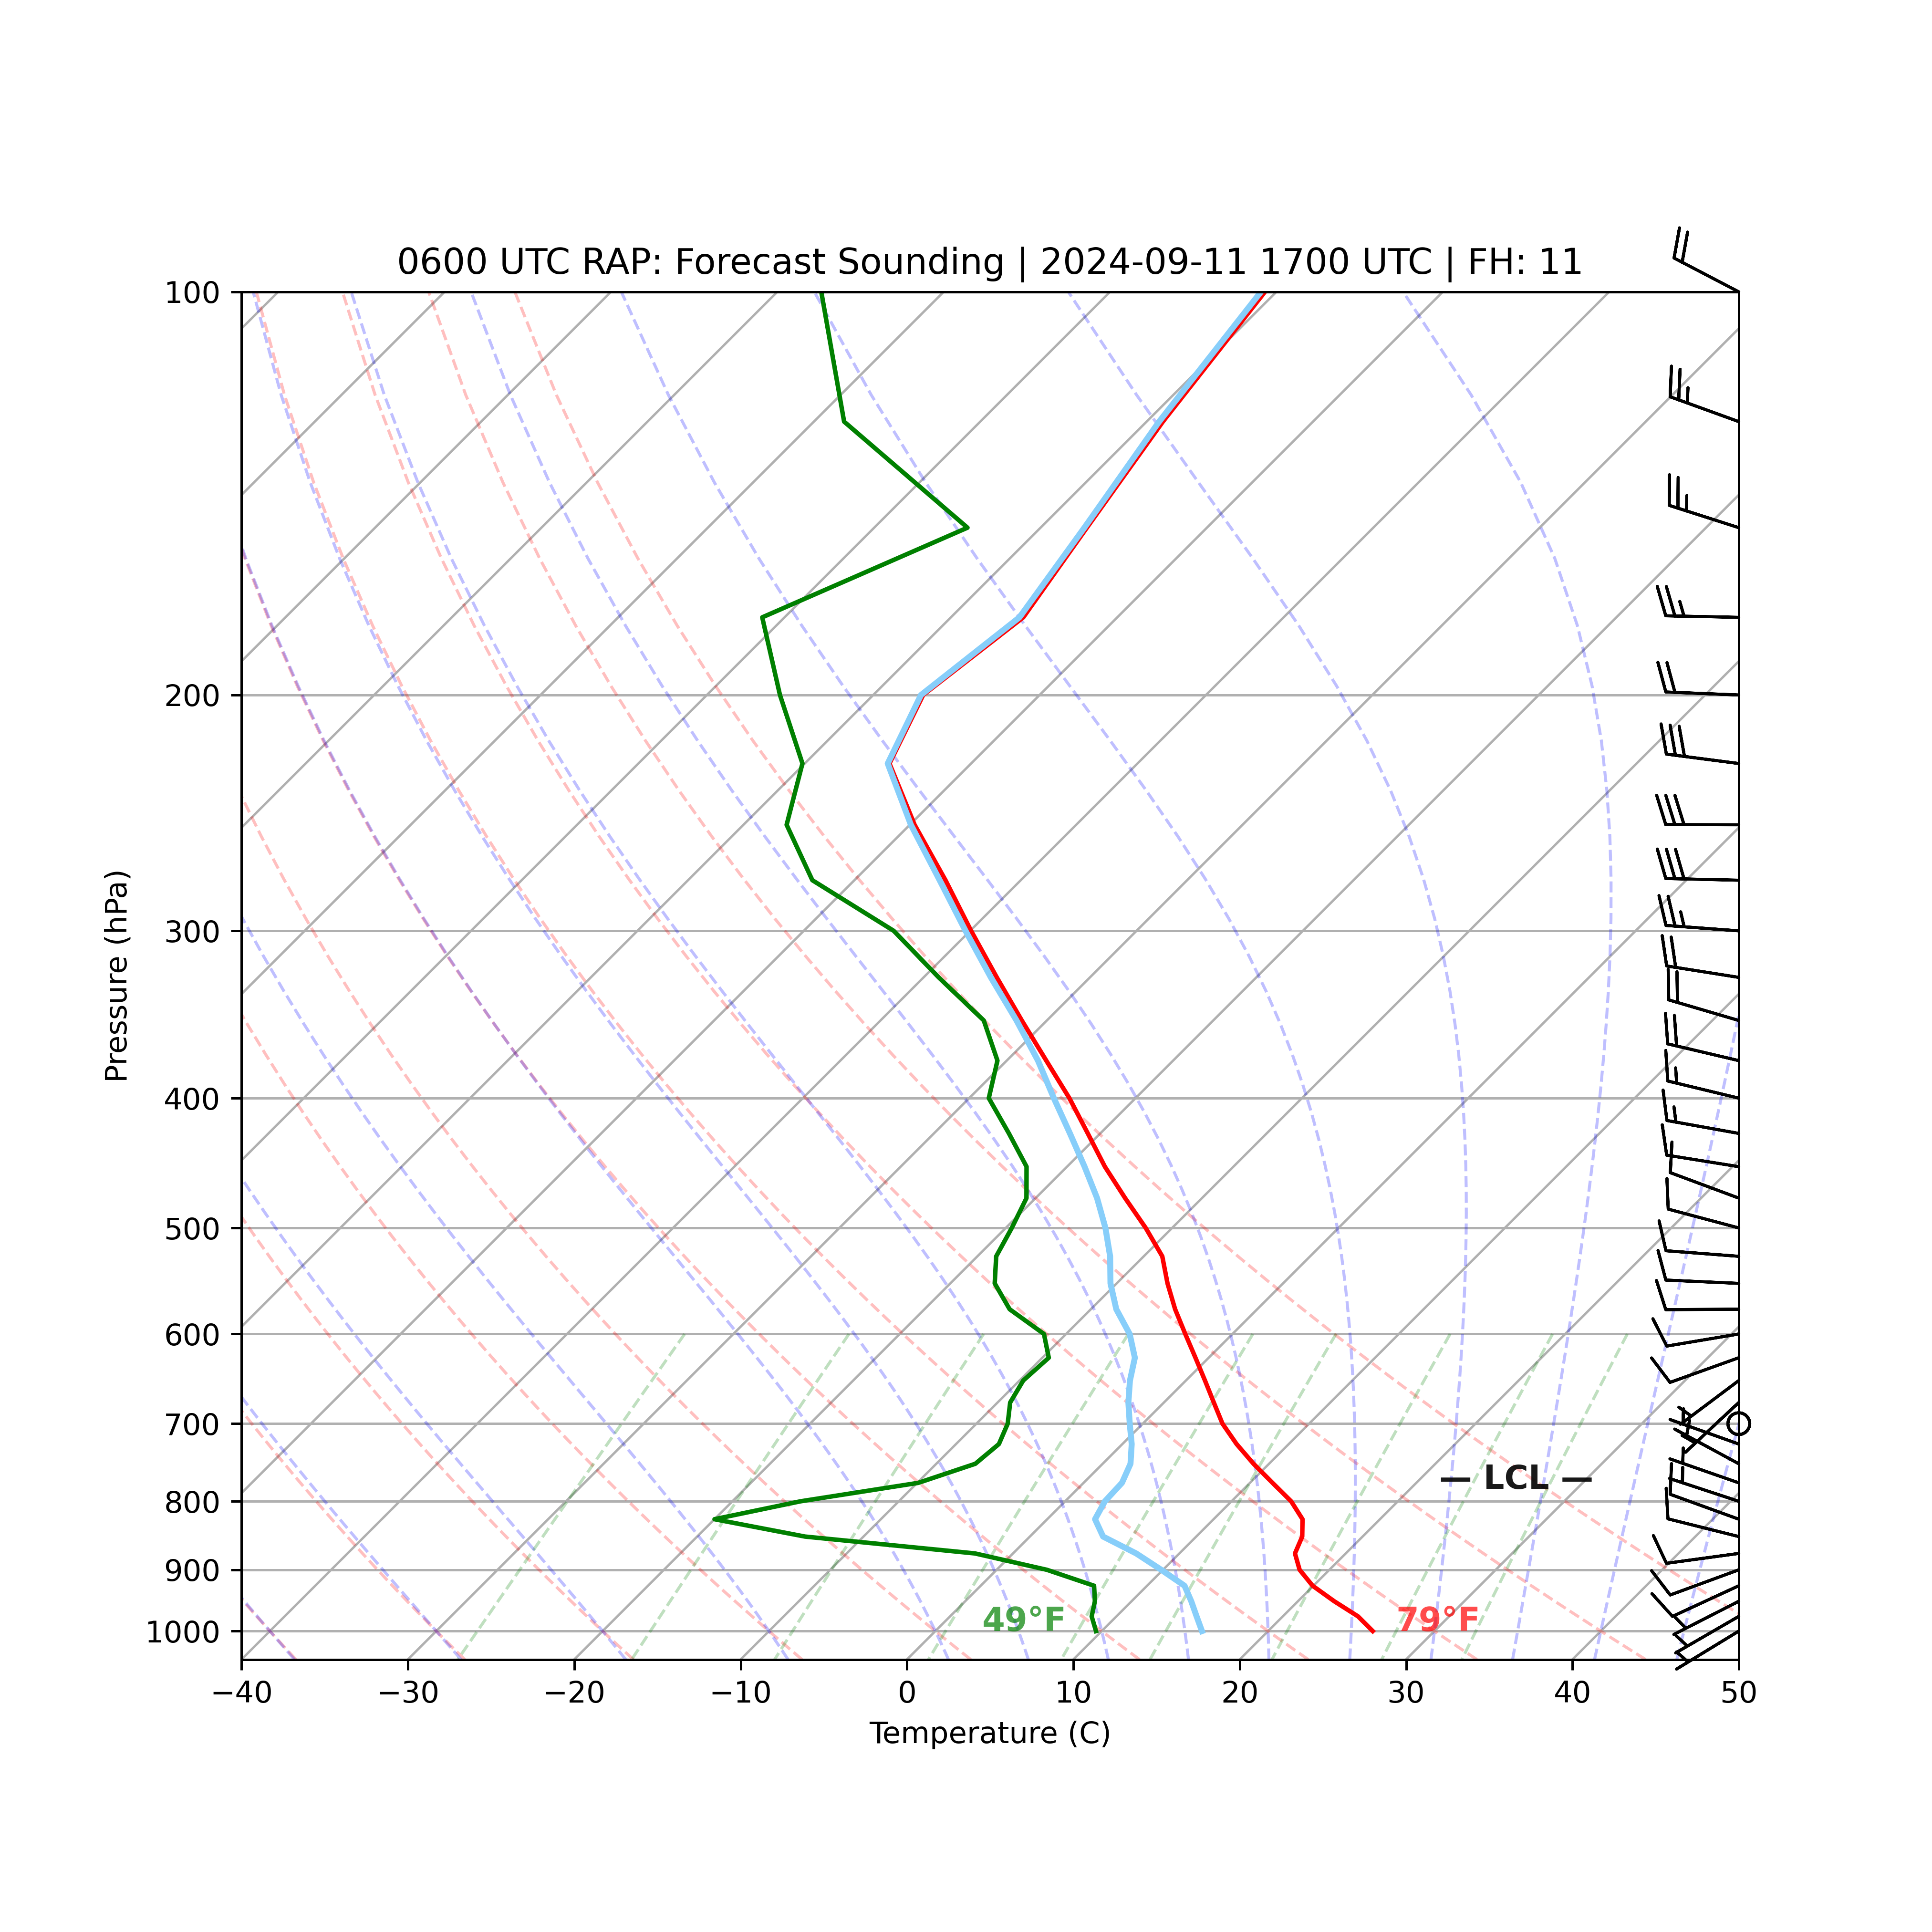 0600 UTC RAP: Forecast Sounding | 2024-09-11 1700 UTC | FH: 11
100
200
300
400
500
600
700
800
900
1000
Pressure (hPa)
— LCL —
49°F
79°F
−40 −30 −20 −10 0 10 20 30 40 50
Temperature (C)